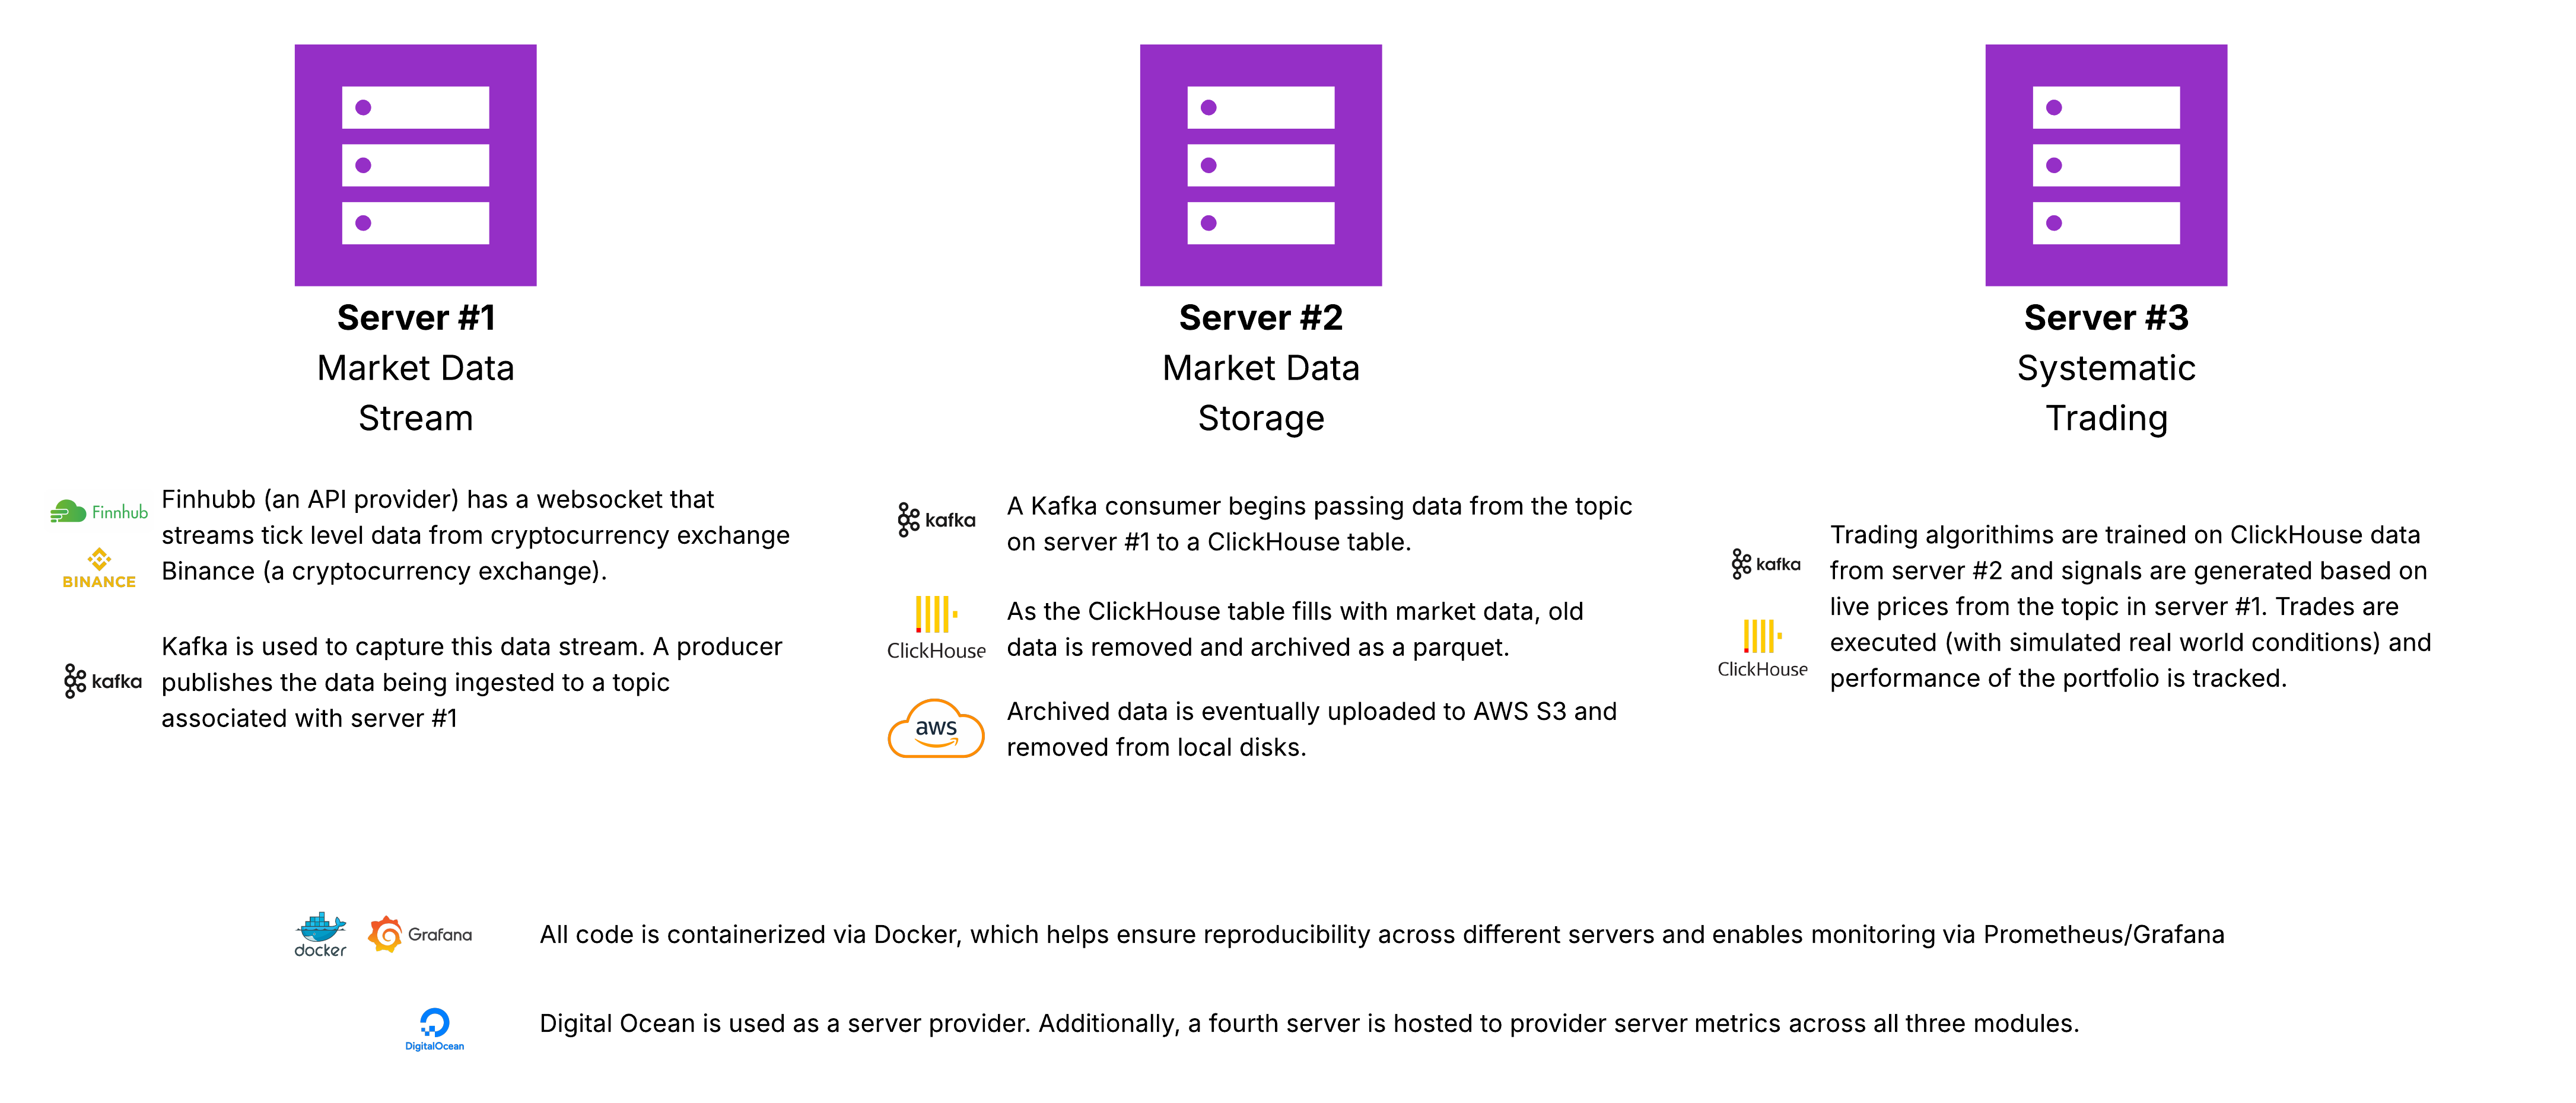 Server #1
Market Data
Stream
Finnhub
BINANCE
Finhubb (an API provider) has a websocket that
streams tick level data from cryptocurrency exchange
Binance (a cryptocurrency exchange).
kafka
Kafka is used to capture this data stream. A producer
publishes the data being ingested to a topic
associated with server #1
Server #2
Market Data
Storage
kafka
A Kafka consumer begins passing data from the topic
on server #1 to a ClickHouse table.
ClickHouse
As the ClickHouse table fills with market data, old
data is removed and archived as a parquet.
aws
Archived data is eventually uploaded to AWS S3 and
removed from local disks.
Server #3
Systematic
Trading
kafka
ClickHouse
Trading algorithims are trained on ClickHouse data
from server #2 and signals are generated based on
live prices from the topic in server #1. Trades are
executed (with simulated real world conditions) and
performance of the portfolio is tracked.
docker
Grafana
All code is containerized via Docker, which helps ensure reproducibility across different servers and enables monitoring via Prometheus/Grafana
DigitalOcean
Digital Ocean is used as a server provider. Additionally, a fourth server is hosted to provider server metrics across all three modules.